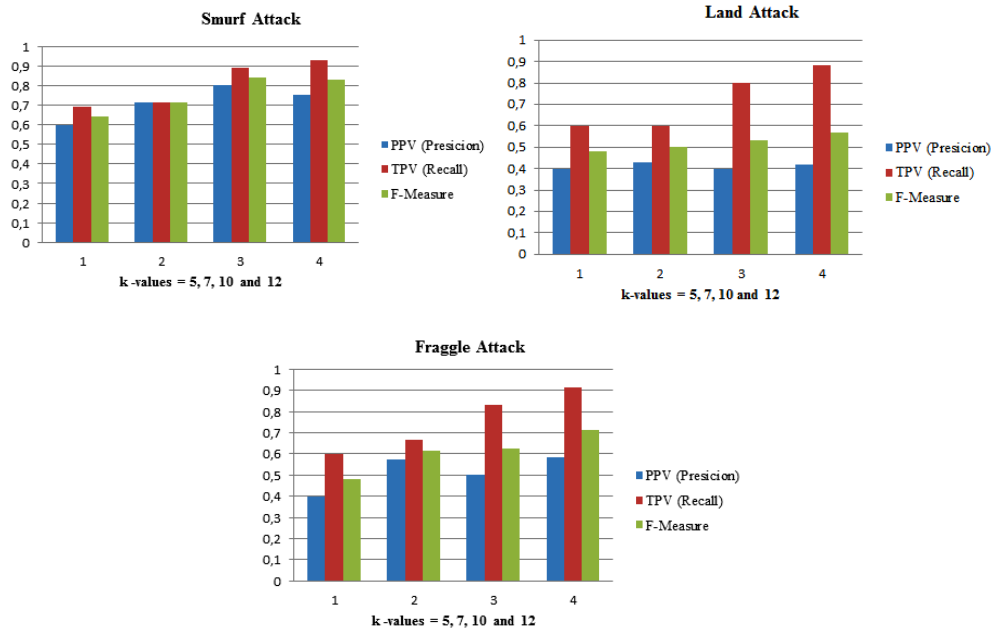 Smurf Attack
1
0,9
0,8
0,7
0,6
0,5
0,4
0,3
0,2
0,1
0
1 2 3 4
k -values = 5, 7, 10 and 12
PPV (Presicion)
TPV (Recall)
F-Measure
Land Attack
1
0,9
0,8
0,7
0,6
0,5
0,4
0,3
0,2
0,1
0
1 2 3 4
k-values = 5, 7, 10 and 12
PPV (Presicion)
TPV (Recall)
F-Measure
Fraggle Attack
1
0,9
0,8
0,7
0,6
0,5
0,4
0,3
0,2
0,1
0
1 2 3 4
k-values = 5, 7, 10 and 12
PPV (Presicion)
TPV (Recall)
F-Measure